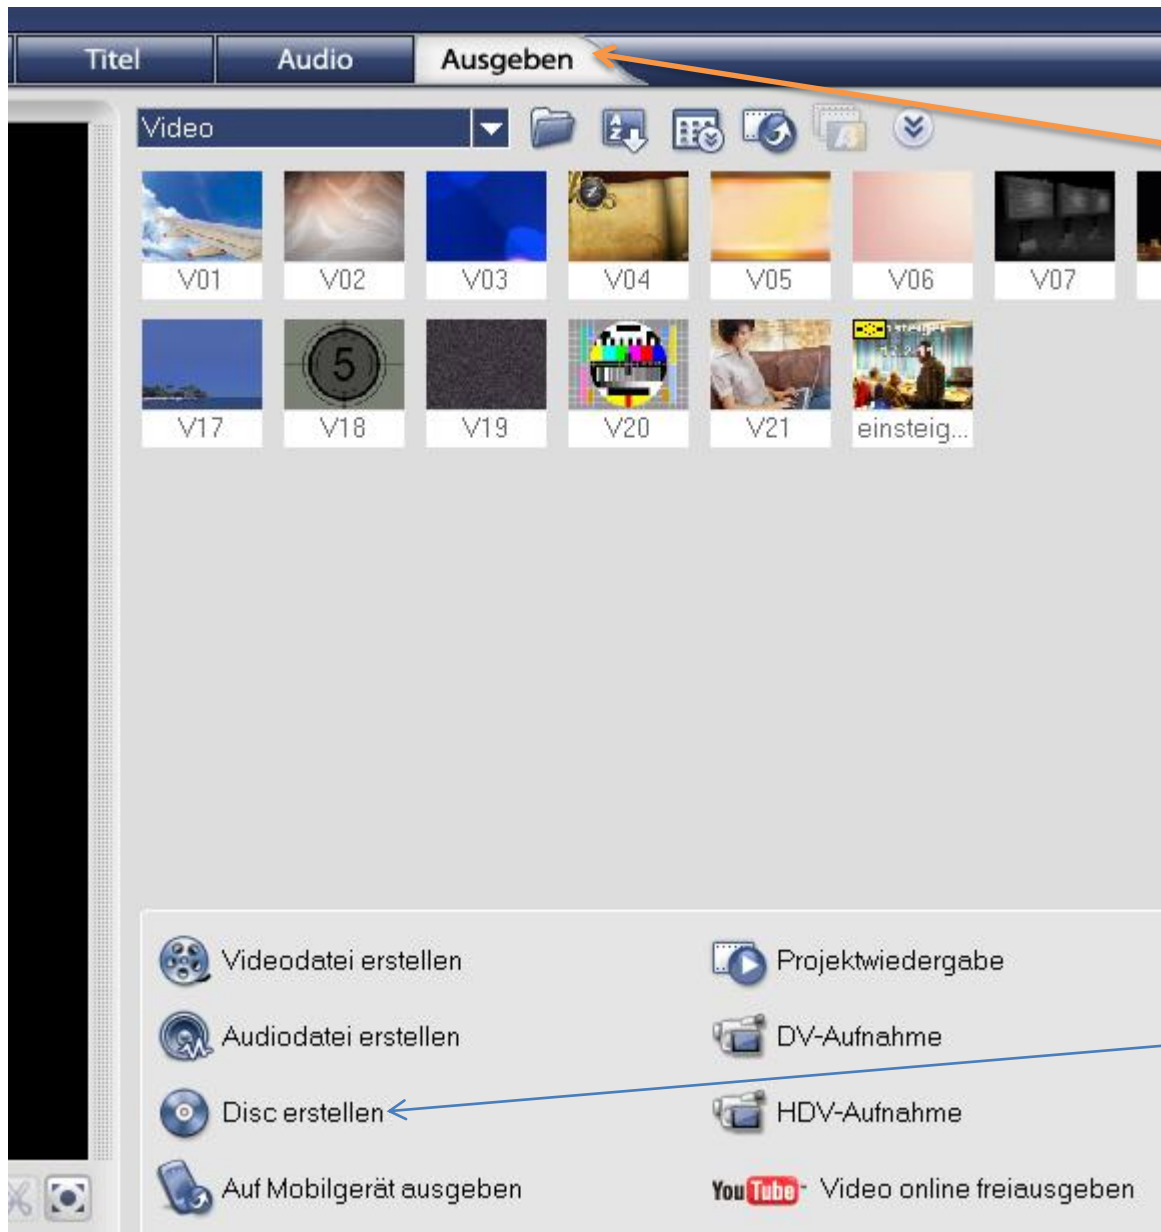 Titel Audio Ausgeben
Video
V01 V02 V03 V04 V05 V06 V07
5
V17 V18 V19 V20 V21 einsteig...
Videodatei erstellen Projektwiedergabe
Audiodatei erstellen DV-Aufnahme
Disc erstellen HDV-Aufnahme
Auf Mobilgerät ausgeben YouTube- Video online freiausgeben